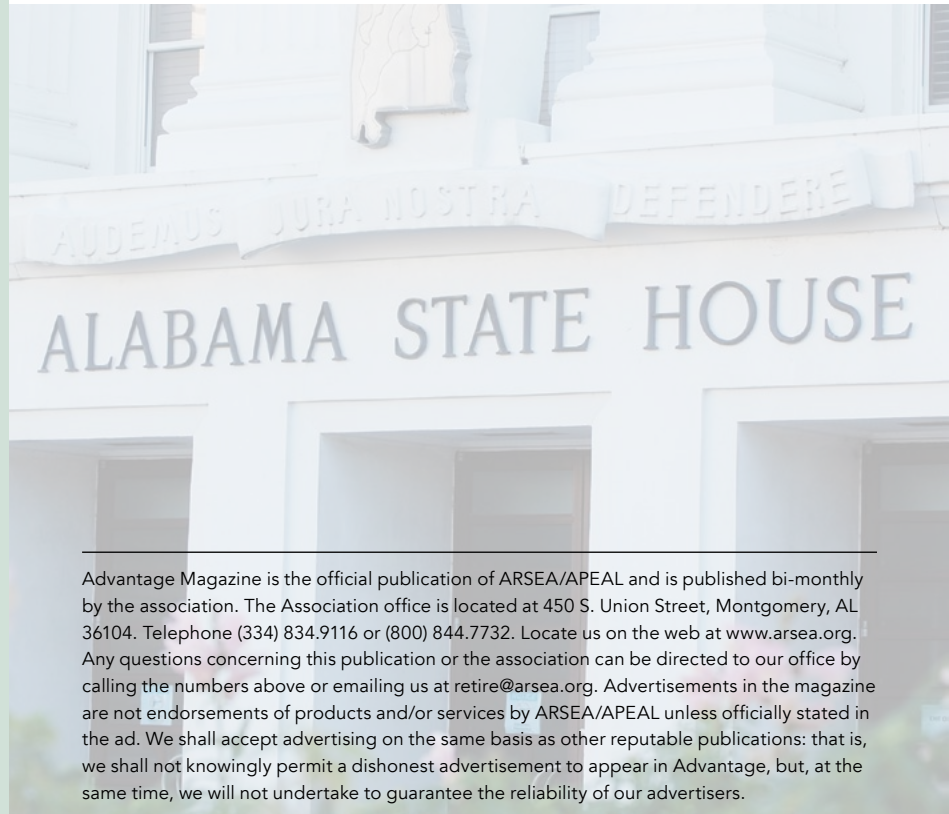 AUDEMUS JURA NOSTRA DEFENDERE
ALABAMA STATE HOUSE
Advantage Magazine is the official publication of ARSEA/APEAL and is published bi-monthly
by the association. The Association office is located at 450 S. Union Street, Montgomery, AL
36104. Telephone (334) 834.9116 or (800) 844.7732. Locate us on the web at www.arsea.org.
Any questions concerning this publication or the association can be directed to our office by
calling the numbers above or emailing us at retire@arsea.org. Advertisements in the magazine
are not endorsements of products and/or services by ARSEA/APEAL unless officially stated in
the ad. We shall accept advertising on the same basis as other reputable publications: that is,
we shall not knowingly permit a dishonest advertisement to appear in Advantage, but, at the
same time, we will not undertake to guarantee the reliability of our advertisers.